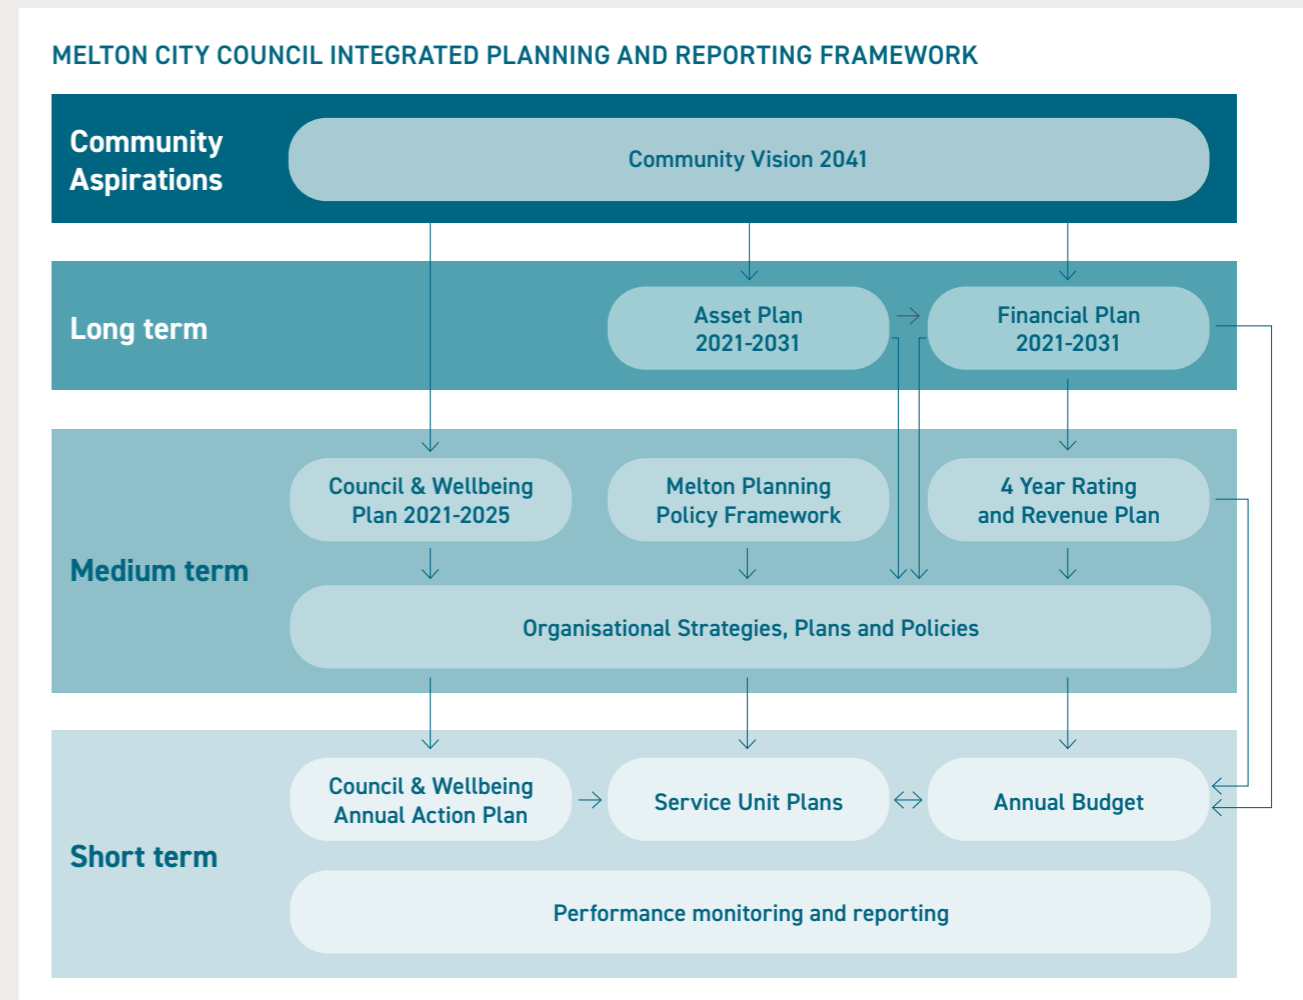 MELTON CITY COUNCIL INTEGRATED PLANNING AND REPORTING FRAMEWORK
Community
Aspirations
Community Vision 2041
Long term
Asset Plan
2021-2031
Financial Plan
2021-2031
Medium term
Council & Wellbeing
Plan 2021-2025
Melton Planning
Policy Framework
4 Year Rating
and Revenue Plan
Organisational Strategies, Plans and Policies
Short term
Council & Wellbeing
Annual Action Plan
Service Unit Plans
Annual Budget
Performance monitoring and reporting